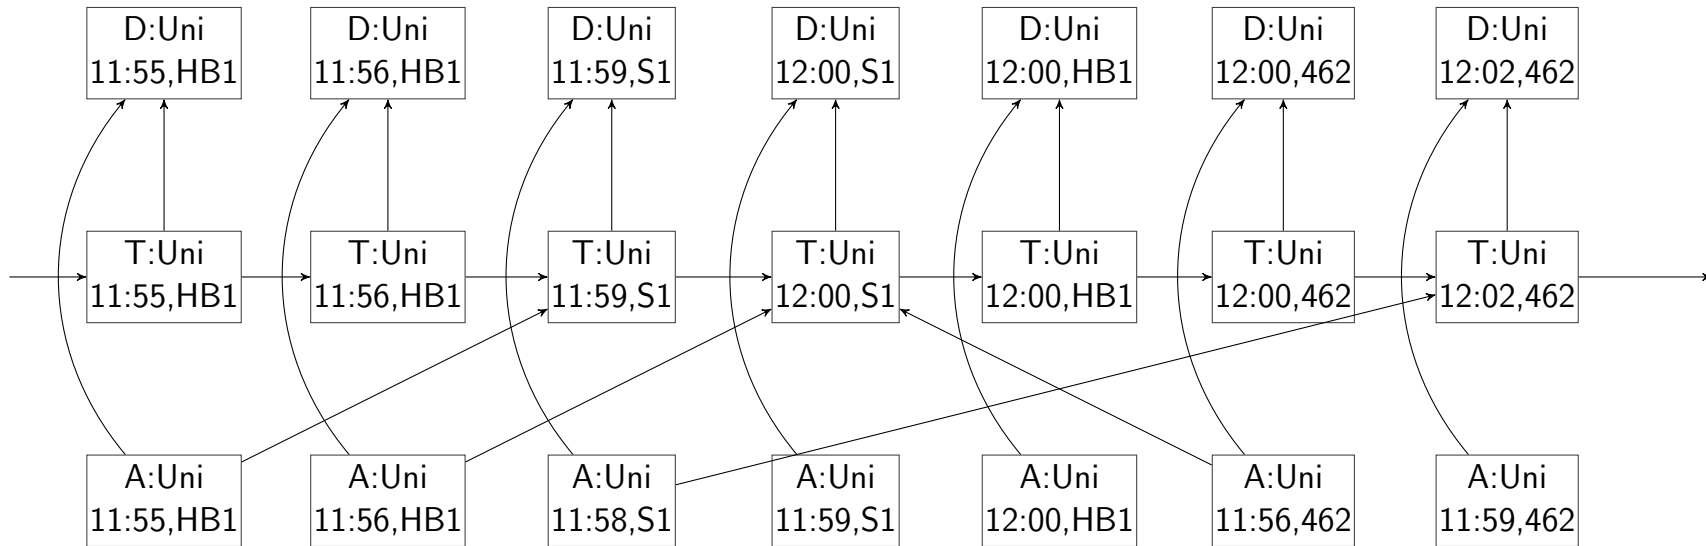 D:Uni
11:55,HB1
D:Uni
11:56,HB1
D:Uni
11:59,S1
D:Uni
12:00,S1
D:Uni
12:00,HB1
D:Uni
12:00,462
D:Uni
12:02,462
T:Uni
11:55,HB1
T:Uni
11:56,HB1
T:Uni
11:59,S1
T:Uni
12:00,S1
T:Uni
12:00,HB1
T:Uni
12:00,462
T:Uni
12:02,462
A:Uni
11:55,HB1
A:Uni
11:56,HB1
A:Uni
11:58,S1
A:Uni
11:59,S1
A:Uni
12:00,HB1
A:Uni
11:56,462
A:Uni
11:59,462